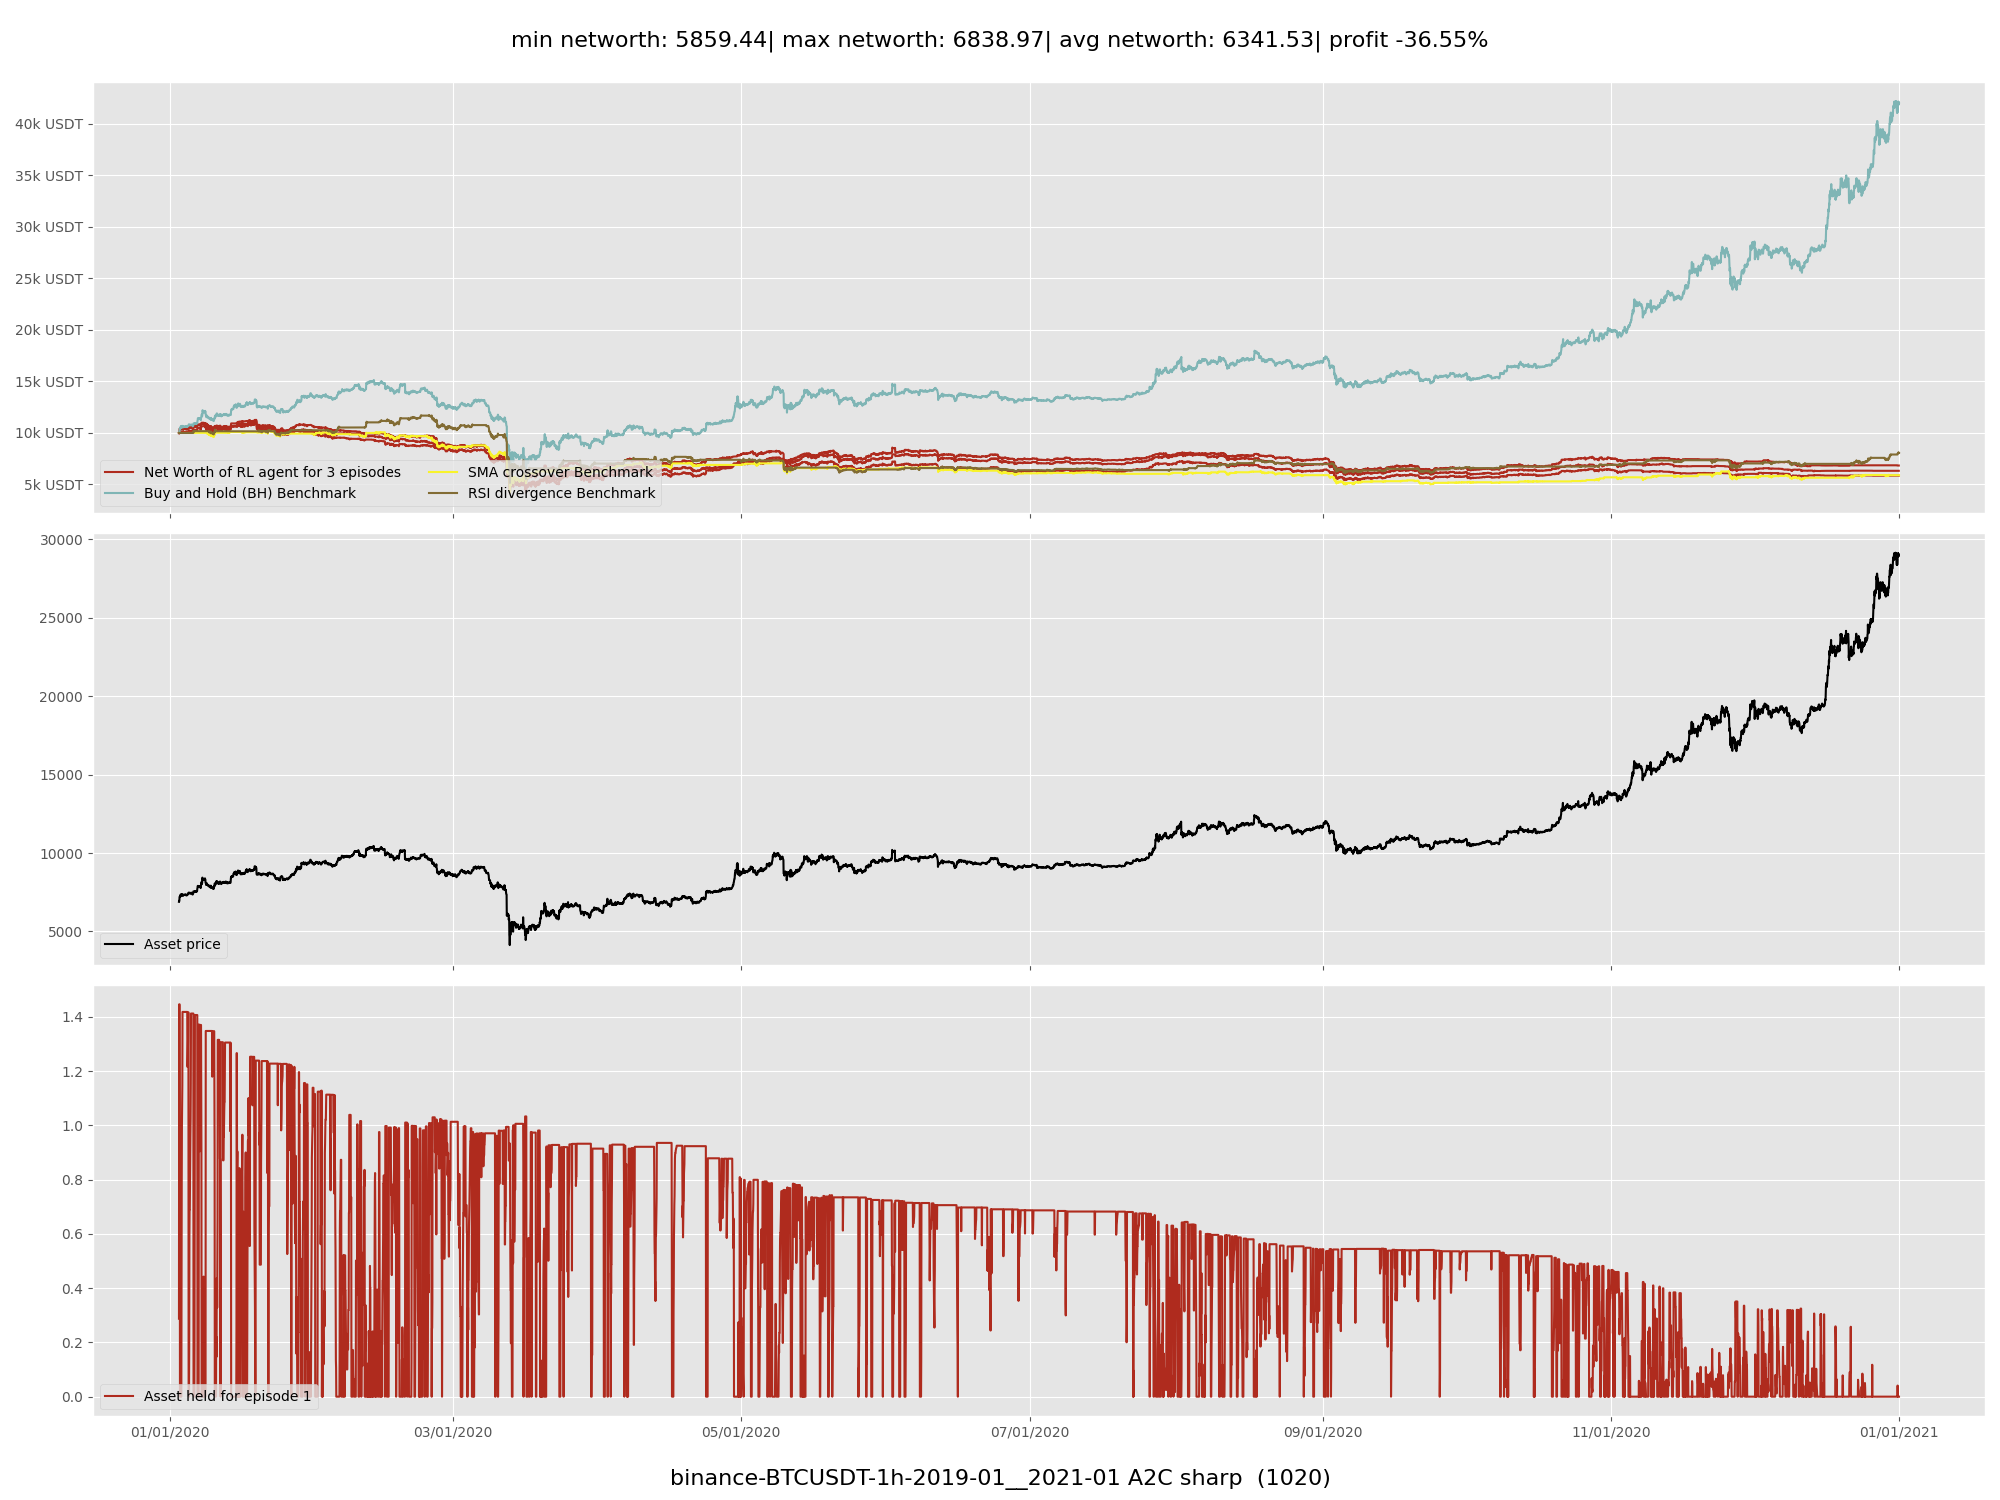 min networth: 5859.44| max networth: 6838.97| avg networth: 6341.53| profit -36.55%
40k USDT
35k USDT
30k USDT
25k USDT
20k USDT
15k USDT
10k USDT
5k USDT
Net Worth of RL agent for 3 episodes
Buy and Hold (BH) Benchmark
SMA crossover Benchmark
RSI divergence Benchmark
30000
25000
20000
15000
10000
5000
Asset price
1.4
1.2
1.0
0.8
0.6
0.4
0.2
0.0
Asset held for episode 1
01/01/2020 03/01/2020 05/01/2020 07/01/2020 09/01/2020 11/01/2020 01/01/2021
binance-BTCUSDT-1h-2019-01__2021-01 A2C sharp  (1020)